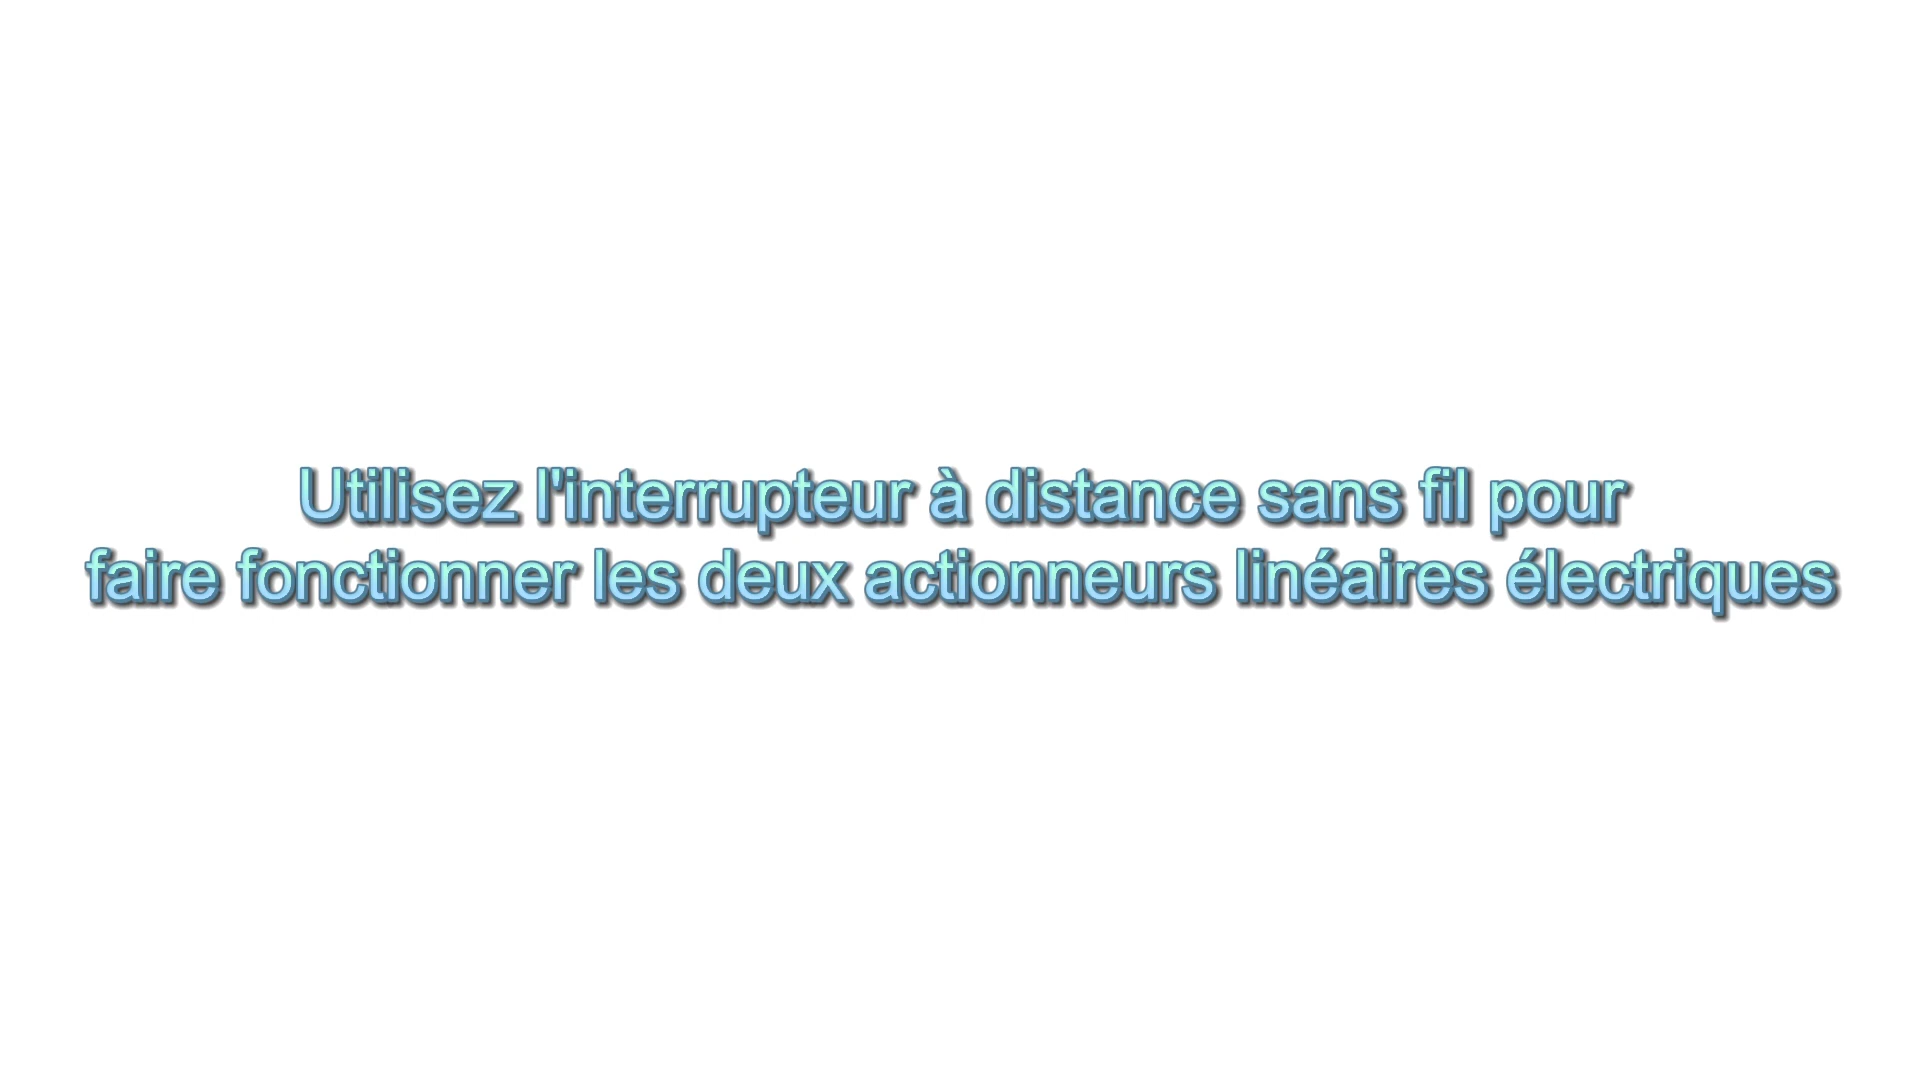 Utilisez l'interrupteur à distance sans fil pour
faire fonctionner les deux actionneurs linéaires électriques